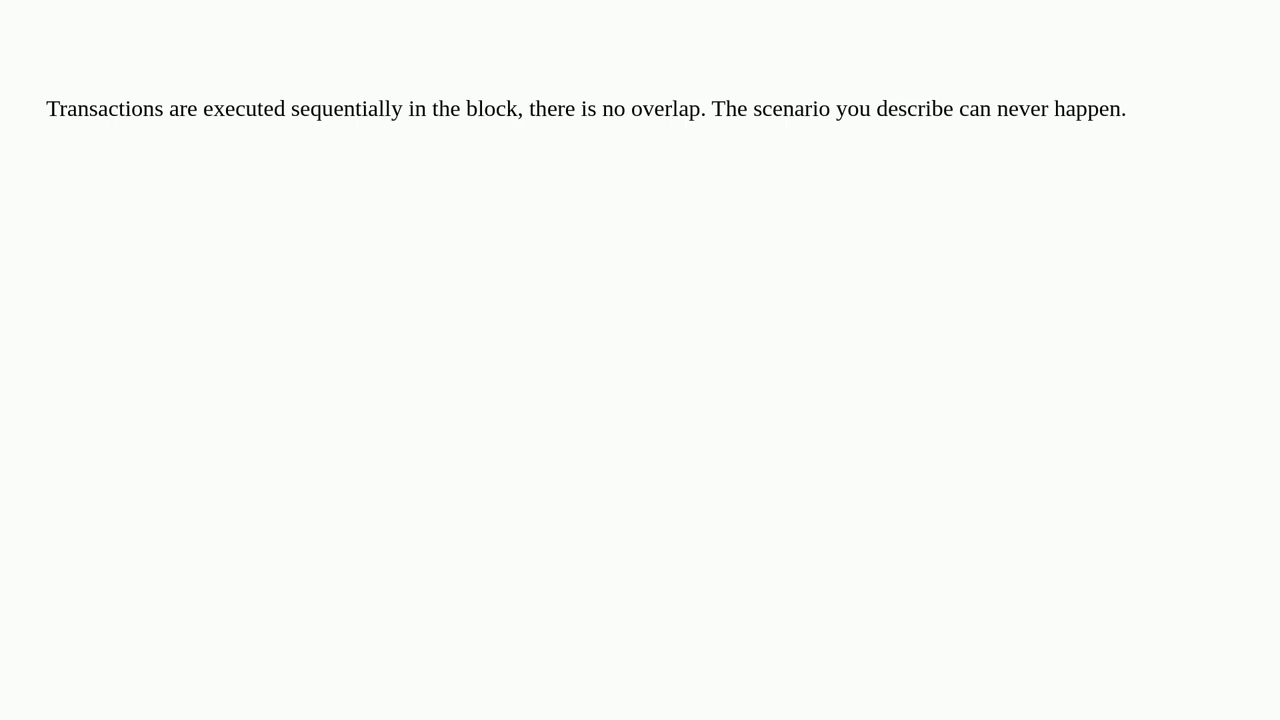 Transactions are executed sequentially in the block, there is no overlap. The scenario you describe can never happen.